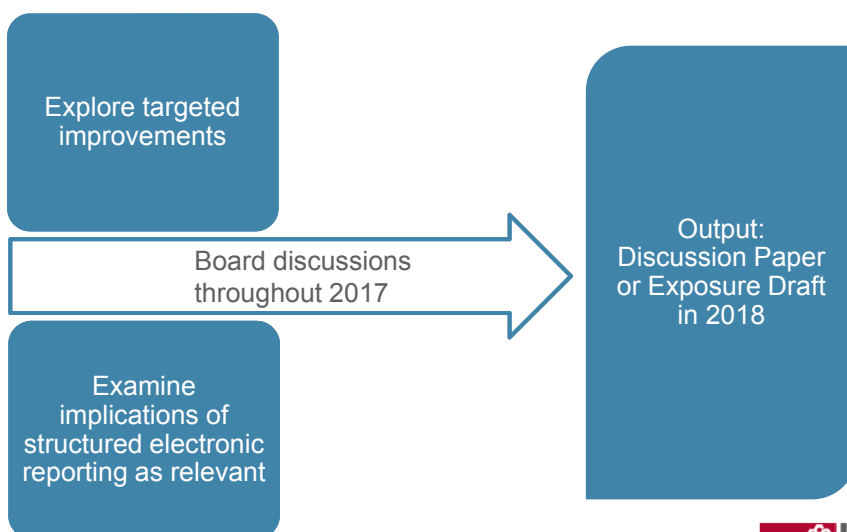 Explore targeted
improvements
Board discussions
throughout 2017
Examine
implications of
structured electronic
reporting as relevant
Output:
Discussion Paper
or Exposure Draft
in 2018